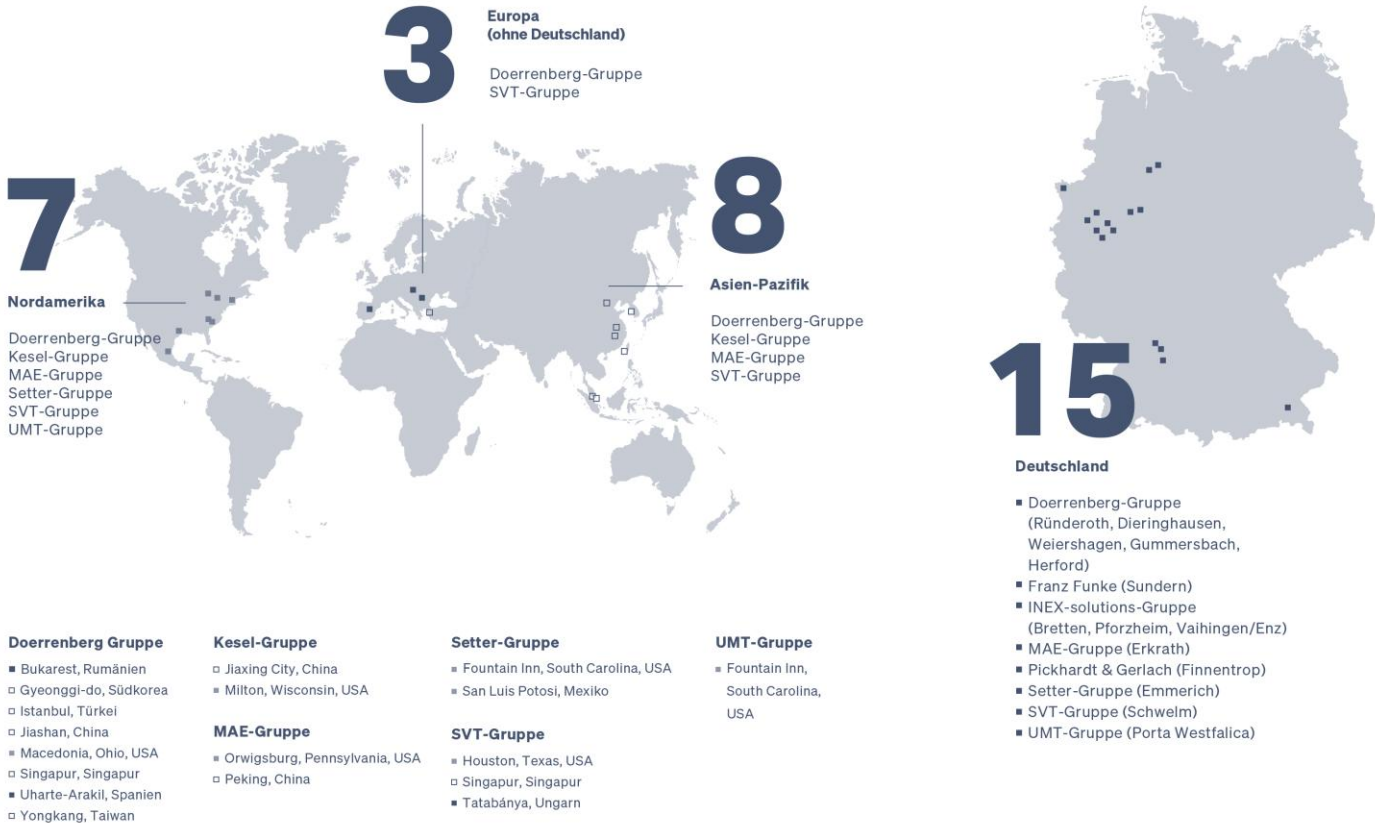 3
Europa
(ohne Deutschland)
Doerrenberg-Gruppe
SVT-Gruppe
7
Nordamerika
Doerrenberg-Gruppe
Kesel-Gruppe
MAE-Gruppe
Setter-Gruppe
SVT-Gruppe
UMT-Gruppe
8
Asien-Pazifik
Doerrenberg-Gruppe
Kesel-Gruppe
MAE-Gruppe
SVT-Gruppe
15
Deutschland
Doerrenberg-Gruppe
(Ründeroth, Dieringhausen,
Weiershagen, Gummersbach,
Herford)
Franz Funke (Sundern)
INEX-solutions-Gruppe
(Bretten, Pforzheim, Vaihingen/Enz)
MAE-Gruppe (Erkrath)
Pickhardt & Gerlach (Finnentrop)
Setter-Gruppe (Emmerich)
SVT-Gruppe (Schwelm)
UMT-Gruppe (Porta Westfalica)
Doerrenberg Gruppe
Bukarest, Rumänien
Gyeonggi-do, Südkorea
Istanbul, Türkei
Jiashan, China
Macedonia, Ohio, USA
Singapur, Singapur
Uharte-Arakil, Spanien
Yongkang, Taiwan
Kesel-Gruppe
Jiaxing City, China
Milton, Wisconsin, USA
MAE-Gruppe
Orwigsburg, Pennsylvania, USA
Peking, China
Setter-Gruppe
Fountain Inn, South Carolina, USA
San Luis Potosi, Mexiko
SVT-Gruppe
Houston, Texas, USA
Singapur, Singapur
Tatabánya, Ungarn
UMT-Gruppe
Fountain Inn,
South Carolina,
USA